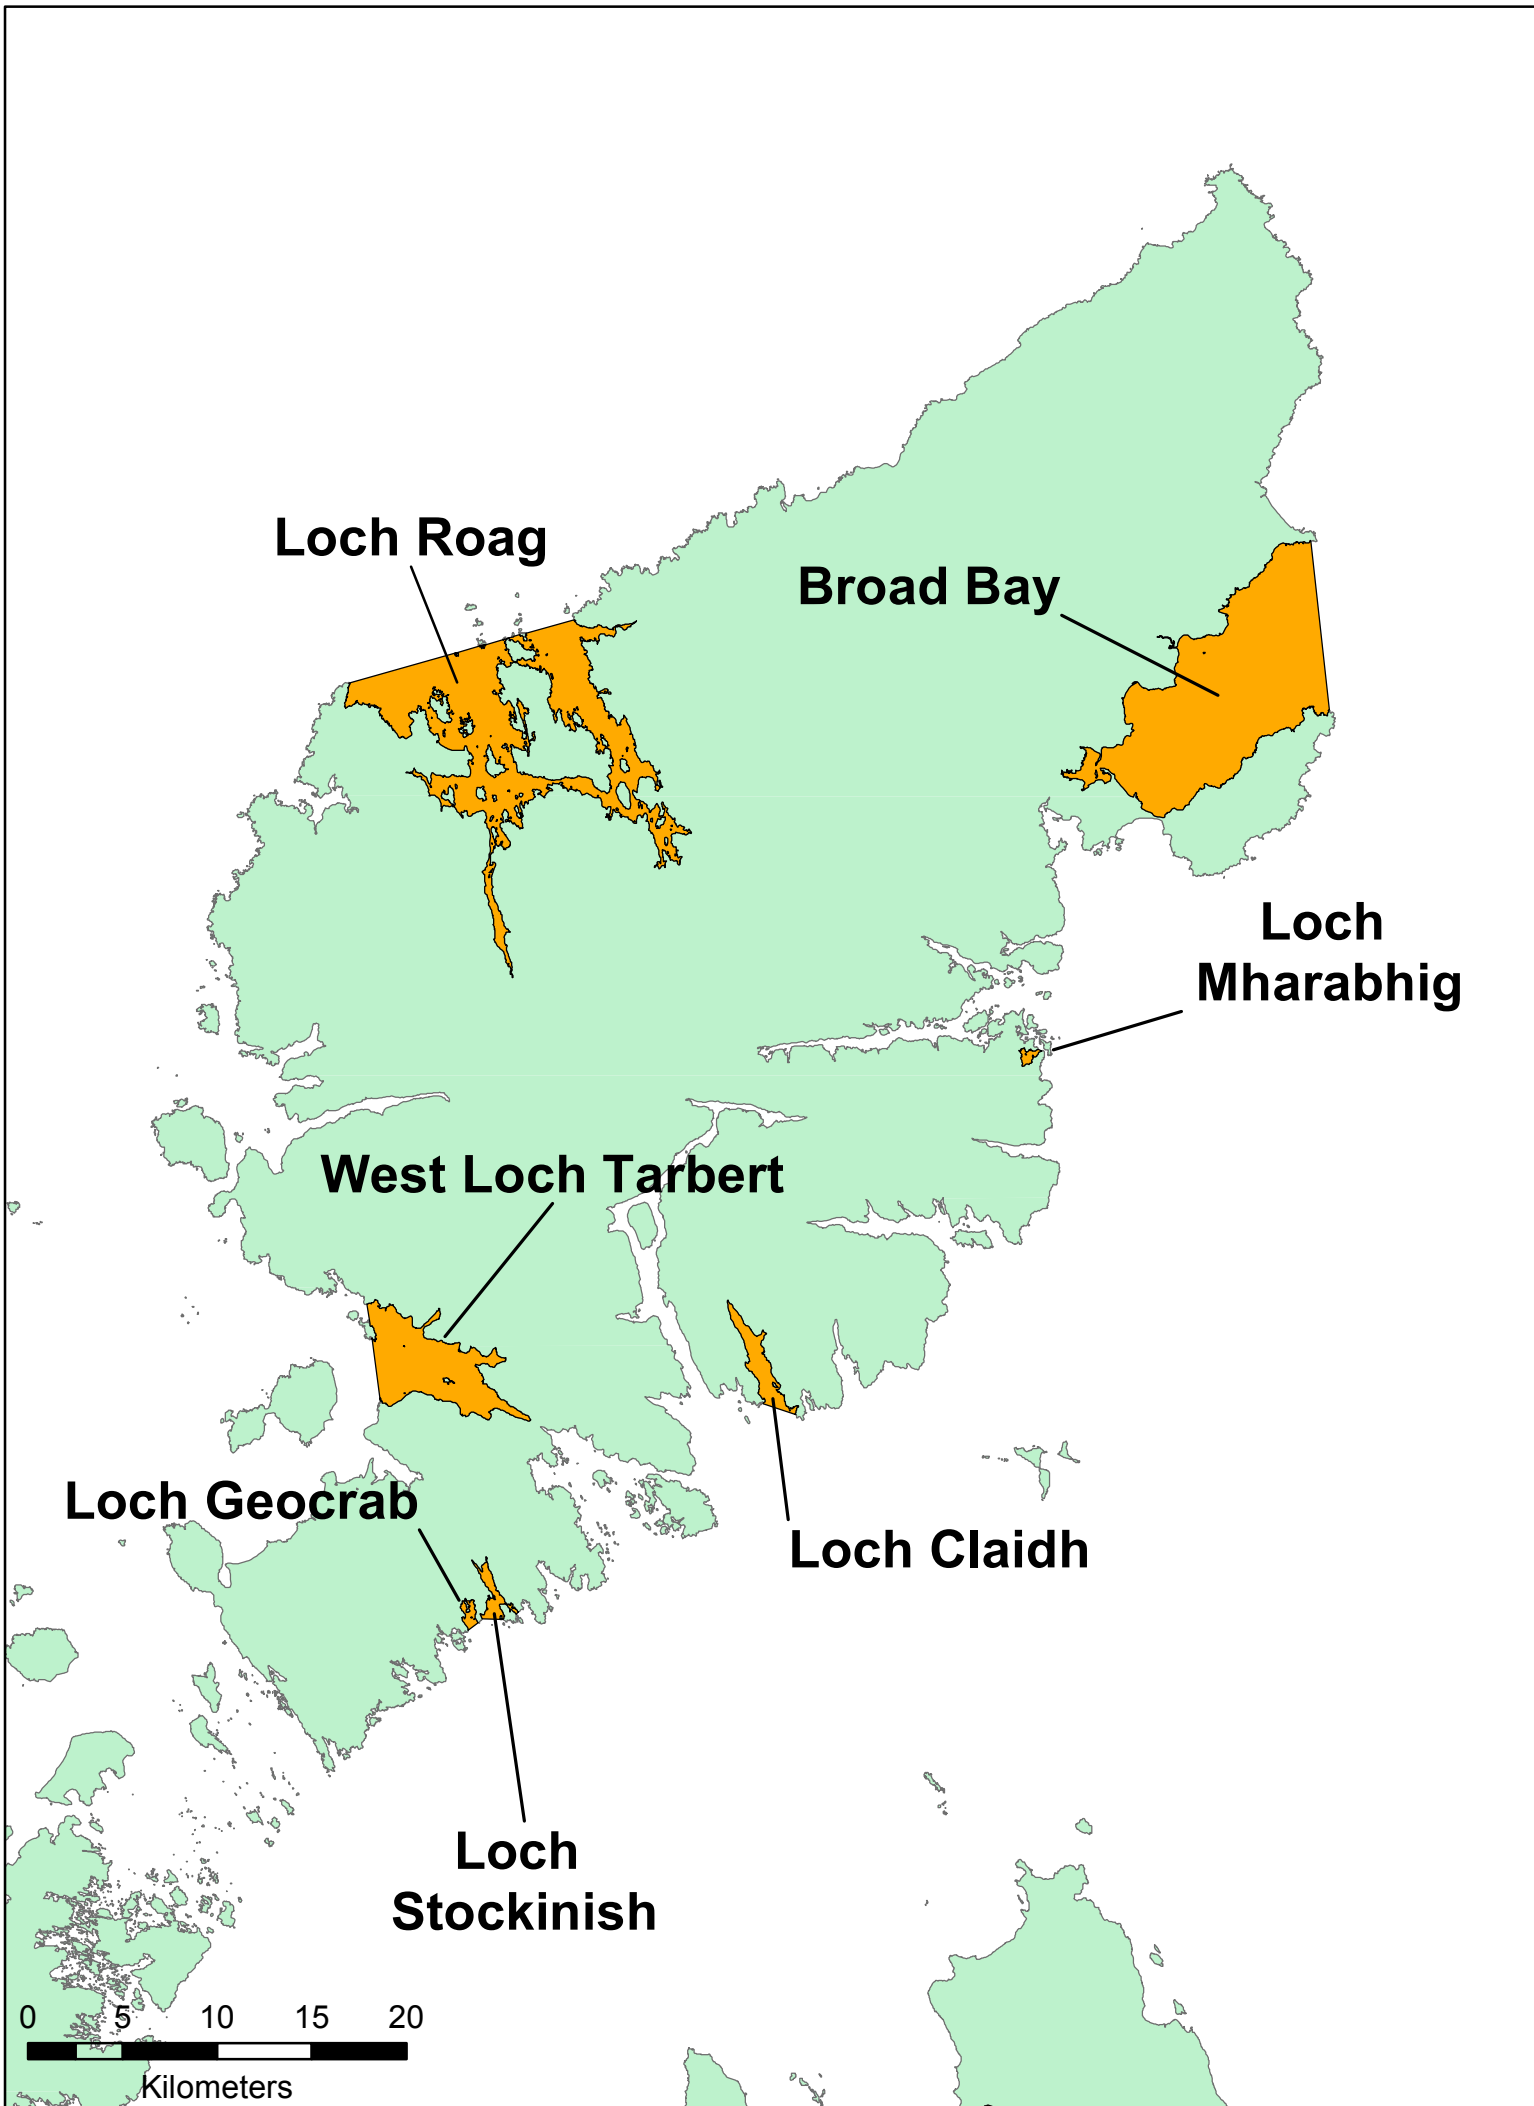 Loch Roag
Broad Bay
Loch
Mharabhig
West Loch Tarbert
Loch Geocrab
Loch Claidh
Loch
Stockinish
0 5 10 15 20
Kilometers